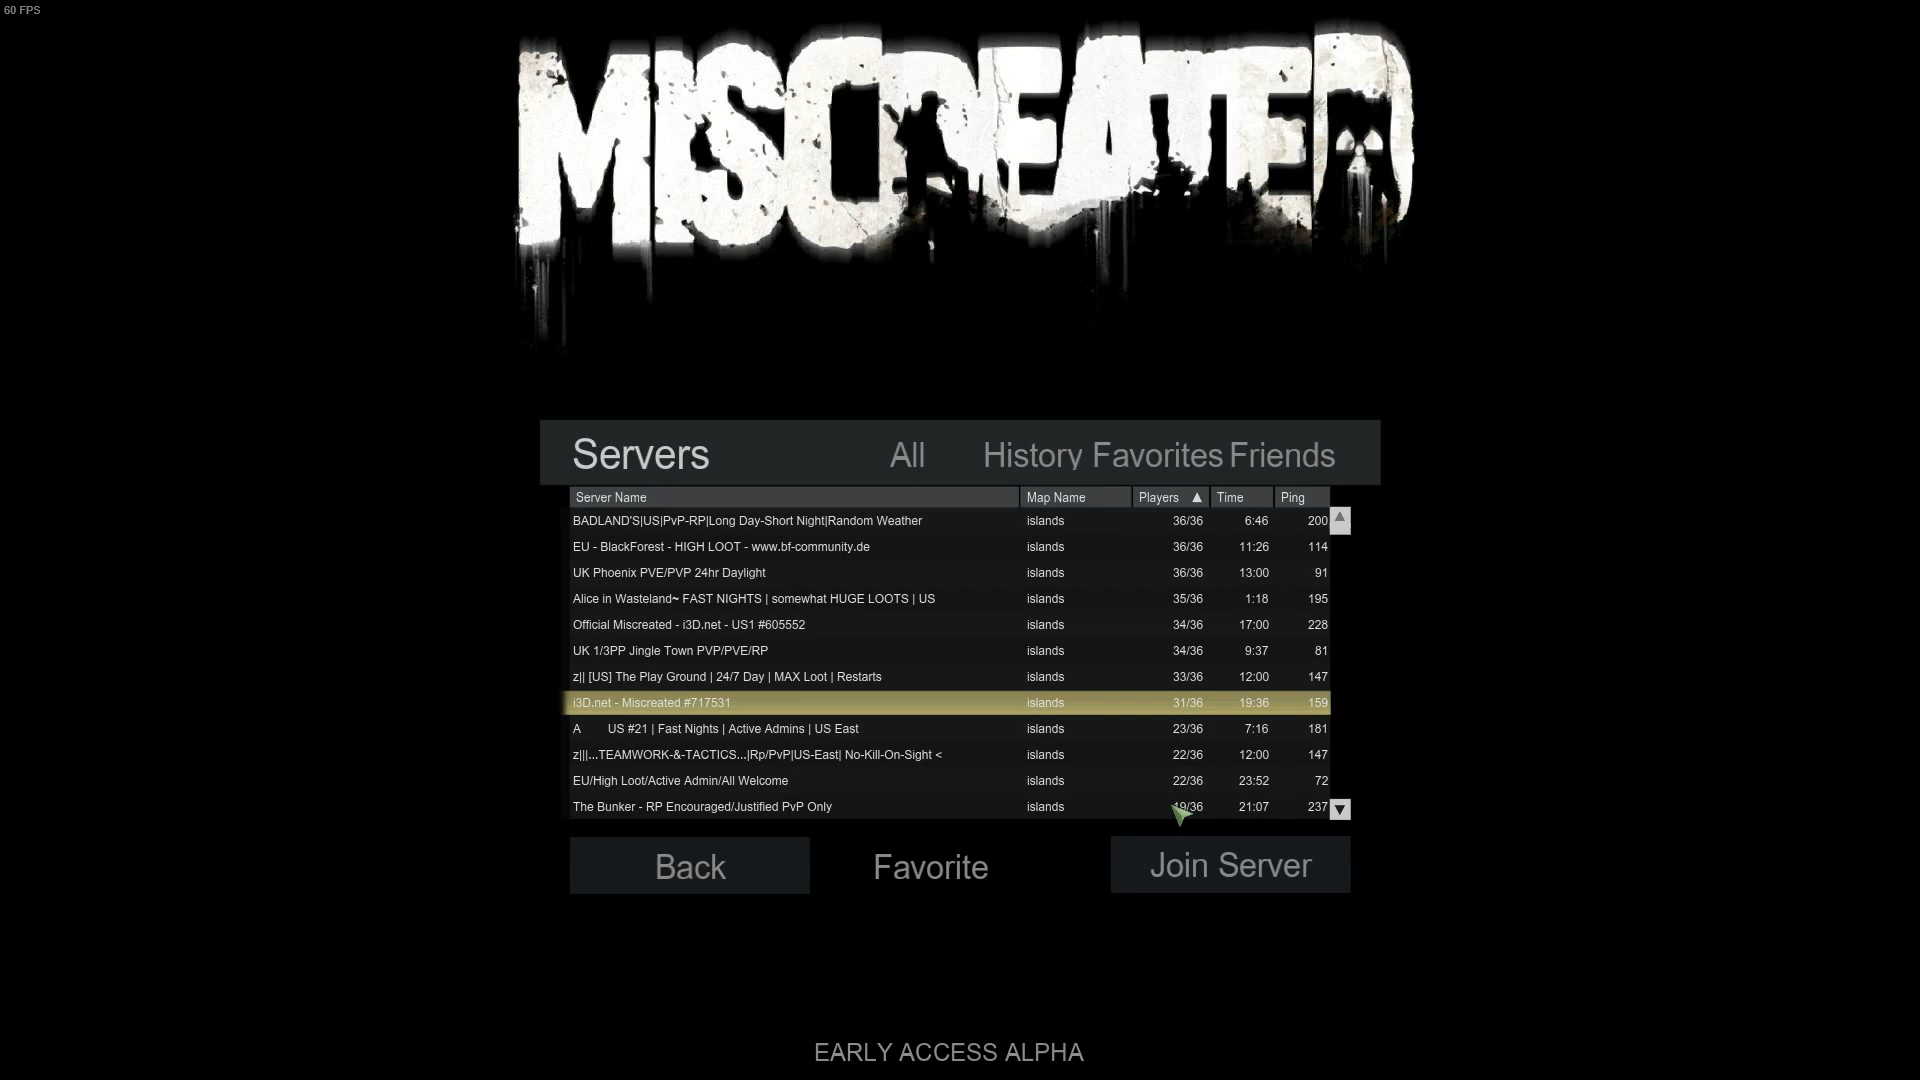 60 FPS
MISCREATED
Servers All History Favorites Friends
Server Name Map Name Players Time Ping
BADLAND'S|US|PvP-RP|Long Day-Short Night|Random Weather islands 36/36 6:46 200
EU - BlackForest - HIGH LOOT - www.bf-community.de islands 36/36 11:26 114
UK Phoenix PVE/PVP 24hr Daylight islands 36/36 13:00 91
Alice in Wasteland~ FAST NIGHTS | somewhat HUGE LOOTS | US islands 35/36 1:18 195
Official Miscreated - i3D.net - US1 #605552 islands 34/36 17:00 228
UK 1/3PP Jingle Town PVP/PVE/RP islands 34/36 9:37 81
z|| [US] The Play Ground | 24/7 Day | MAX Loot | Restarts islands 33/36 12:00 147
i3D.net - Miscreated #717531 islands 31/36 19:36 159
A US #21 | Fast Nights | Active Admins | US East islands 23/36 7:16 181
z|||...TEAMWORK-&-TACTICS...|Rp/PvP|US-East| No-Kill-On-Sight < islands 22/36 12:00 147
EU/High Loot/Active Admin/All Welcome islands 22/36 23:52 72
The Bunker - RP Encouraged/Justified PvP Only islands 19/36 21:07 237
Back Favorite Join Server
EARLY ACCESS ALPHA